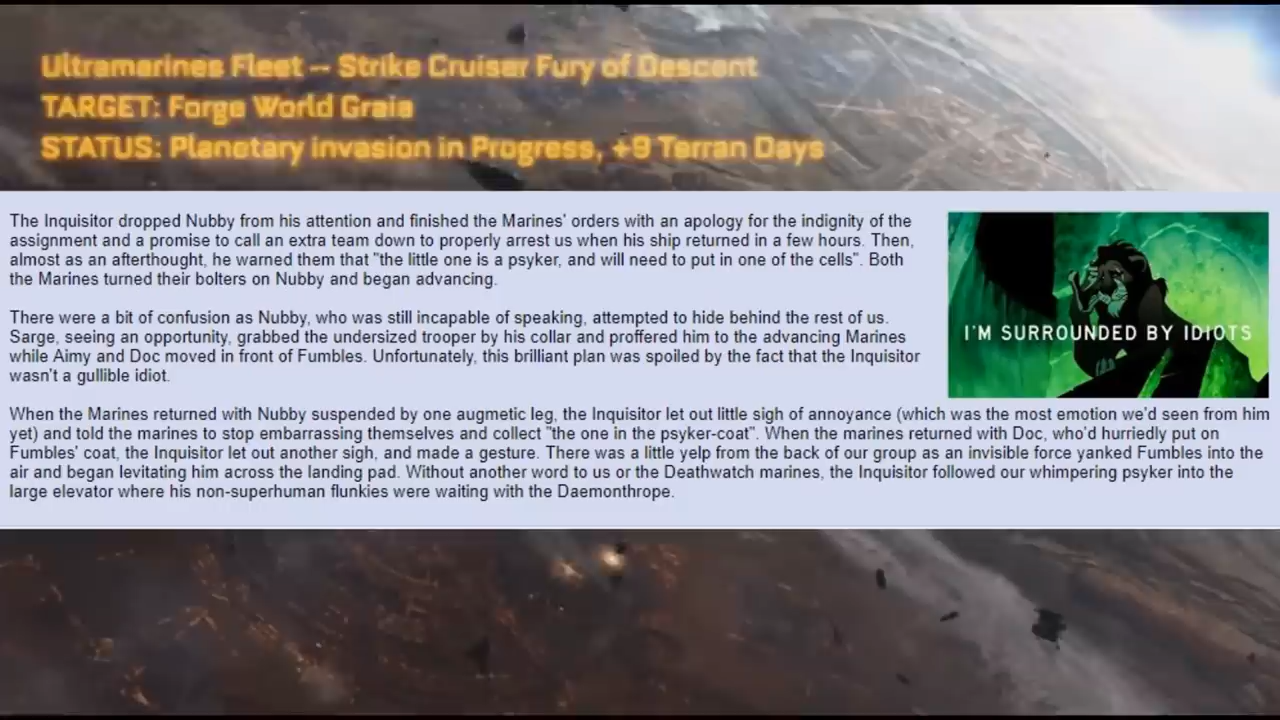 Ultramarines Fleet – Strike Cruiser Fury of Descent
TARGET: Forge World Graia
STATUS: Planetary invasion in Progress, +9 Terran Days
The Inquisitor dropped Nubby from his attention and finished the Marines' orders with an apology for the indignity of the
assignment and a promise to call an extra team down to properly arrest us when his ship returned in a few hours. Then,
almost as an afterthought, he warned them that "the little one is a psyker, and will need to put in one of the cells". Both
the Marines turned their bolters on Nubby and began advancing.
There were a bit of confusion as Nubby, who was still incapable of speaking, attempted to hide behind the rest of us.
Sarge, seeing an opportunity, grabbed the undersized trooper by his collar and proffered him to the advancing Marines
while Aimy and Doc moved in front of Fumbles. Unfortunately, this brilliant plan was spoiled by the fact that the Inquisitor
wasn't a gullible idiot.
I'M SURROUNDED BY IDIOTS
When the Marines returned with Nubby suspended by one augmetic leg, the Inquisitor let out little sigh of annoyance (which was the most emotion we'd seen from him
yet) and told the marines to stop embarrassing themselves and collect "the one in the psyker-coat". When the marines returned with Doc, who'd hurriedly put on
Fumbles' coat, the Inquisitor let out another sigh, and made a gesture. There was a little yelp from the back of our group as an invisible force yanked Fumbles into the
air and began levitating him across the landing pad. Without another word to us or the Deathwatch marines, the Inquisitor followed our whimpering psyker into the
large elevator where his non-superhuman flunkies were waiting with the Daemonthrope.